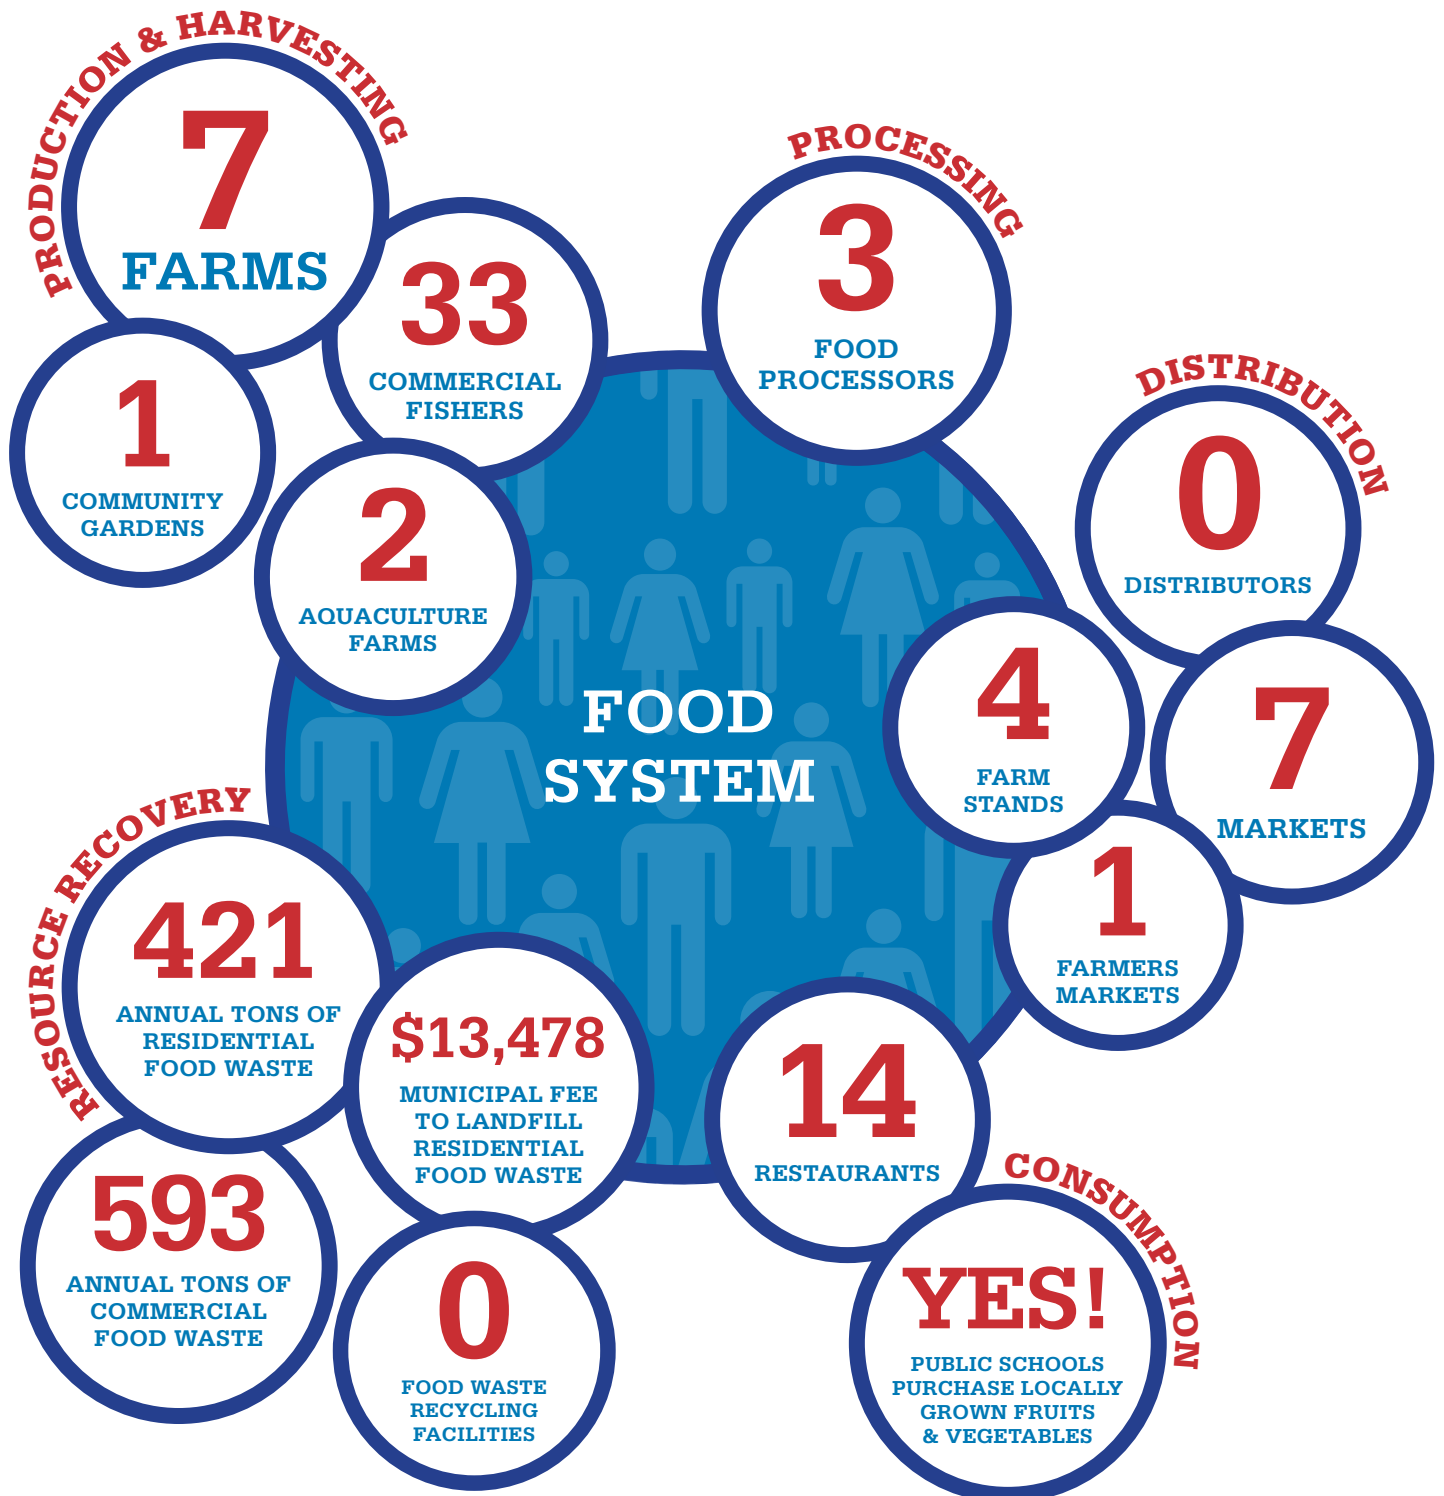 PRODUCTION & HARVESTING
7
FARMS
33
COMMERCIAL
FISHERS
1
COMMUNITY
GARDENS
2
AQUACULTURE
FARMS
PROCESSING
3
FOOD
PROCESSORS
DISTRIBUTION
0
DISTRIBUTORS
4
FARM
STANDS
7
MARKETS
1
FARMERS
MARKETS
FOOD
SYSTEM
RESOURCE RECOVERY
421
ANNUAL TONS OF
RESIDENTIAL
FOOD WASTE
$13,478
MUNICIPAL FEE
TO LANDFILL
RESIDENTIAL
FOOD WASTE
593
ANNUAL TONS OF
COMMERCIAL
FOOD WASTE
0
FOOD WASTE
RECYCLING
FACILITIES
14
RESTAURANTS
CONSUMPTION
YES!
PUBLIC SCHOOLS
PURCHASE LOCALLY
GROWN FRUITS
& VEGETABLES